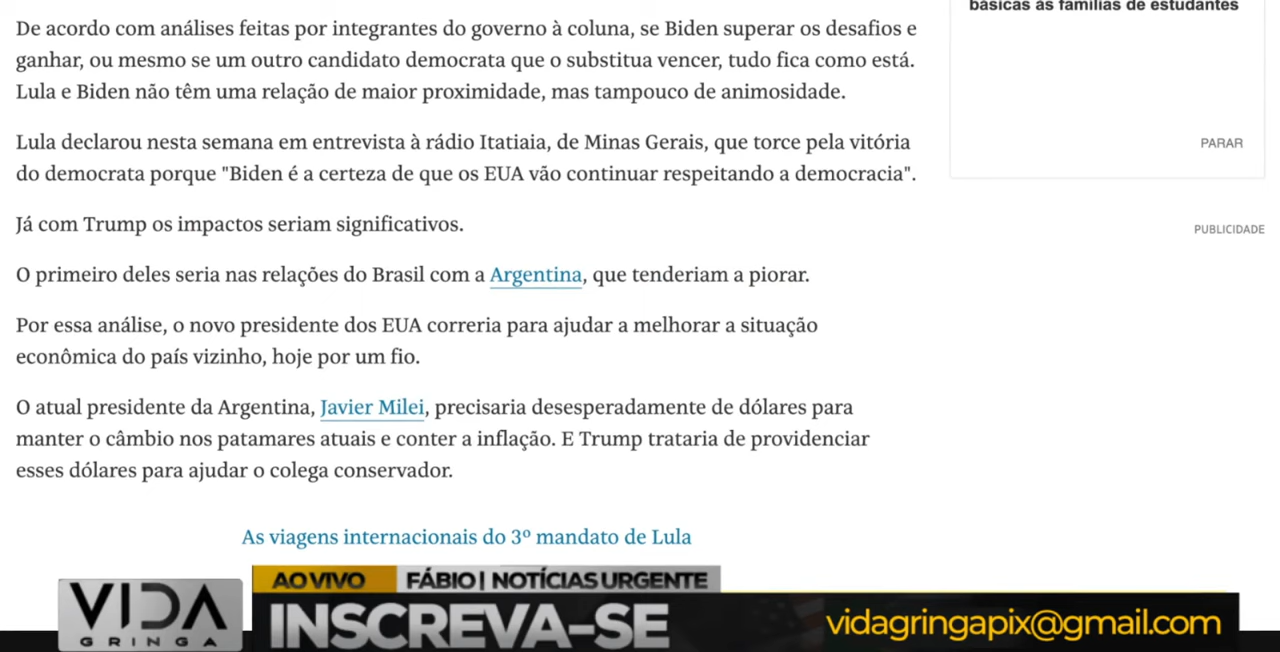 básicas às famílias de estudantes
De acordo com análises feitas por integrantes do governo à coluna, se Biden superar os desafios e
ganhar, ou mesmo se um outro candidato democrata que o substitua vencer, tudo fica como está.
Lula e Biden não têm uma relação de maior proximidade, mas tampouco de animosidade.
Lula declarou nesta semana em entrevista à rádio Itatiaia, de Minas Gerais, que torce pela vitória
do democrata porque "Biden é a certeza de que os EUA vão continuar respeitando a democracia".
PARAR
Já com Trump os impactos seriam significativos.
PUBLICIDADE
O primeiro deles seria nas relações do Brasil com a Argentina, que tenderiam a piorar.
Por essa análise, o novo presidente dos EUA correria para ajudar a melhorar a situação
econômica do país vizinho, hoje por um fio.
O atual presidente da Argentina, Javier Milei, precisaria desesperadamente de dólares para
manter o câmbio nos patamares atuais e conter a inflação. E Trump trataria de providenciar
esses dólares para ajudar o colega conservador.
As viagens internacionais do 3º mandato de Lula
VIDA
GRINGA
AO VIVO
FÁBIO | NOTÍCIAS URGENTE
INSCREVA-SE
vidagringapix@gmail.com